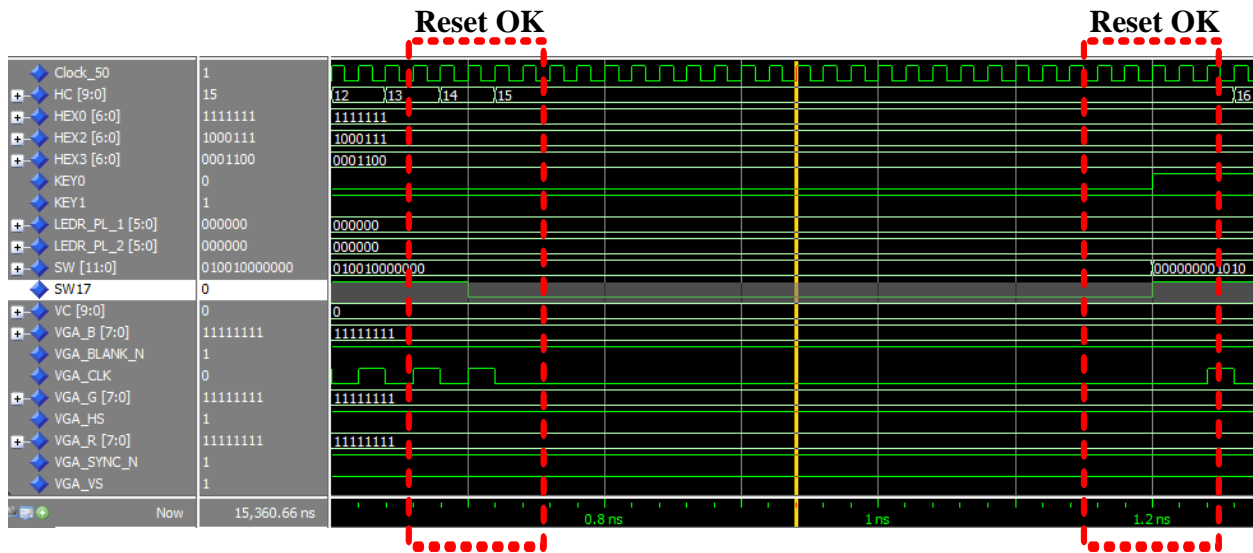 Reset OK Reset OK
Clock_50 1
HC [9:0] 15 12 13 14 15 16
HEX0 [6:0] 1111111 1111111
HEX2 [6:0] 1000111 1000111
HEX3 [6:0] 0001100 0001100
KEY0 0
KEY1 1
LEDR_PL_1 [5:0] 000000 000000
LEDR_PL_2 [5:0] 000000 000000
SW [11:0] 010010000000 010010000000 000000001010
SW17 0
VC [9:0] 0 0
VGA_B [7:0] 11111111 11111111
VGA_BLANK_N 1
VGA_CLK 0
VGA_G [7:0] 11111111 11111111
VGA_HS 1
VGA_R [7:0] 11111111 11111111
VGA_SYNC_N 1
VGA_VS 1
Now 15,360.66 ns 0.8 ns 1 ns 1.2 ns